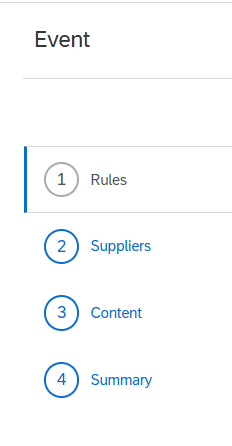 Event
1 Rules
2 Suppliers
3 Content
4 Summary